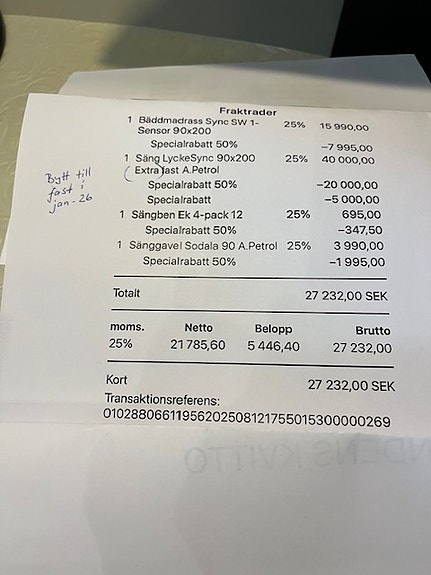 Fraktrader
1 Bäddmadrass Sync SW 1- 25% 15 990,00
Sensor 90x200
Specialrabatt 50% -7 995,00
1 Säng LyckeSync 90x200 25% 40 000,00
Extra fast A.Petrol
Specialrabatt 50% -20 000,00
Specialrabatt -5 000,00
1 Sängben Ek 4-pack 12 25% 695,00
Specialrabatt 50% -347,50
1 Sänggavel Sodala 90 A.Petrol 25% 3 990,00
Specialrabatt 50% -1 995,00
Bytt till
fast i
jan-26
Totalt 27 232,00 SEK
moms. Netto Belopp Brutto
25% 21 785,60 5 446,40 27 232,00
Kort 27 232,00 SEK
Transaktionsreferens:
010288066119562025081217550153000000269
NDENS KVITTO